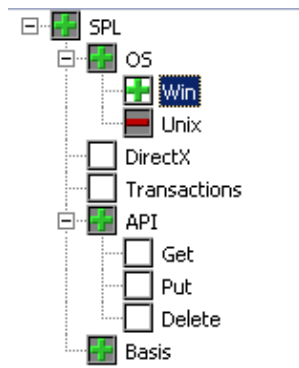 SPL
OS
Win
Unix
DirectX
Transactions
API
Get
Put
Delete
Basis